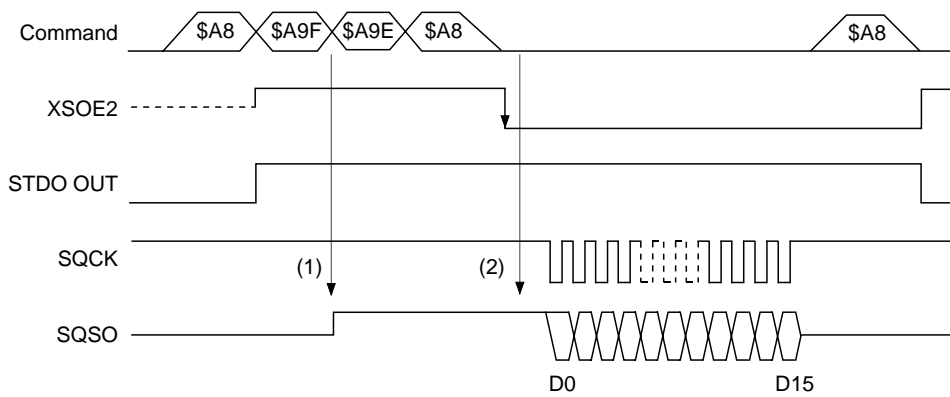 Command $A8 $A9F $A9E $A8 $A8
XSOE2
STDO OUT
SQCK (1) (2)
SQSO
D0 D15